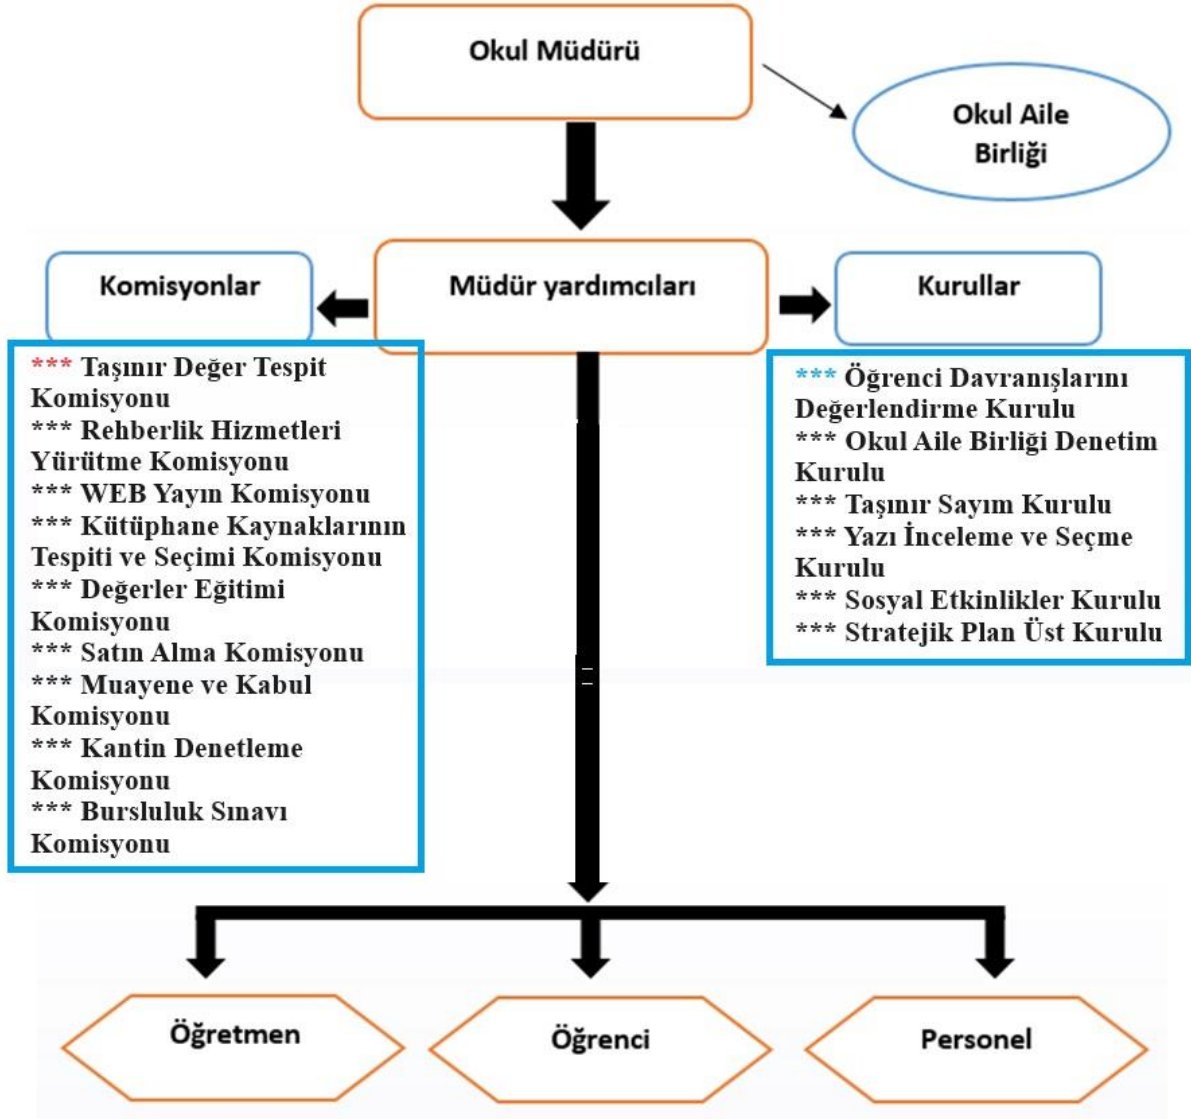 Okul Müdürü
Okul Aile
Birliği
Komisyonlar
Müdür yardımcıları
Kurullar
*** Taşınır Değer Tespit
Komisyonu
*** Rehberlik Hizmetleri
Yürütme Komisyonu
*** WEB Yayın Komisyonu
*** Kütüphane Kaynaklarının
Tespiti ve Seçimi Komisyonu
*** Değerler Eğitimi
Komisyonu
*** Satın Alma Komisyonu
*** Muayene ve Kabul
Komisyonu
*** Kantin Denetleme
Komisyonu
*** Bursluluk Sınavı
Komisyonu
*** Öğrenci Davranışlarını
Değerlendirme Kurulu
*** Okul Aile Birliği Denetim
Kurulu
*** Taşınır Sayım Kurulu
*** Yazı İnceleme ve Seçme
Kurulu
*** Sosyal Etkinlikler Kurulu
*** Stratejik Plan Üst Kurulu
Öğretmen
Öğrenci
Personel